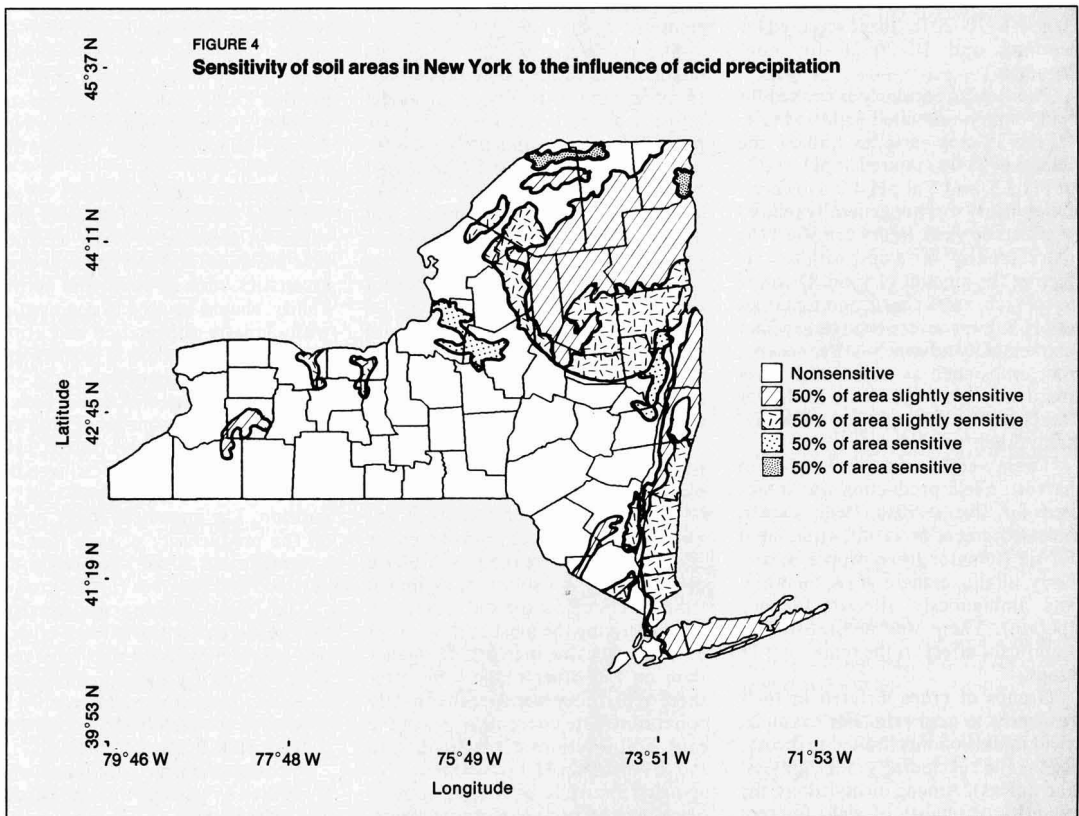 FIGURE 4
Sensitivity of soil areas in New York to the influence of acid precipitation
45°37 N
44°11 N
42°45 N
41°19 N
39°53 N
Latitude
Nonsensitive
50% of area slightly sensitive
50% of area slightly sensitive
50% of area sensitive
50% of area sensitive
79°46 W
77°48 W
75°49 W
73°51 W
71°53 W
Longitude